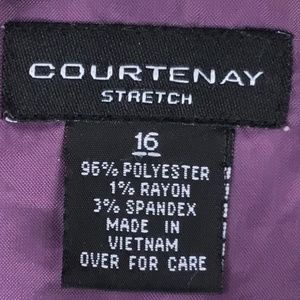 COURTENAY
STRETCH
16
96% POLYESTER
1% RAYON
3% SPANDEX
MADE IN
VIETNAM
OVER FOR CARE